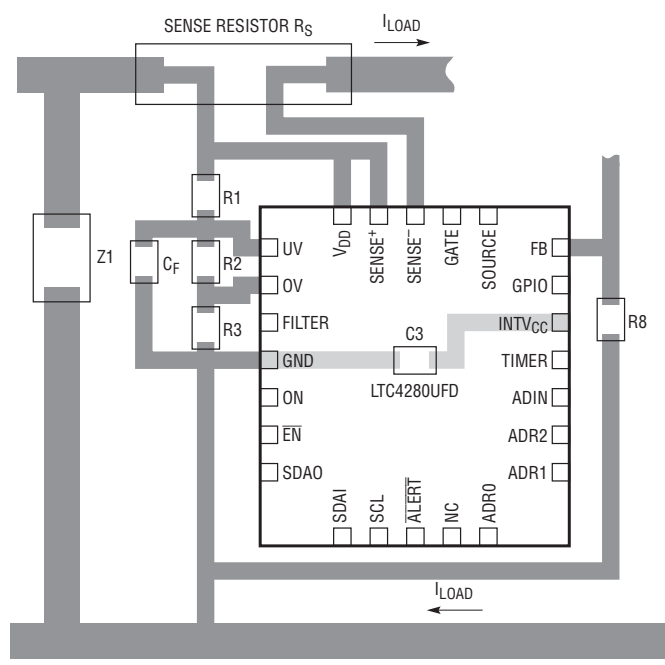 SENSE RESISTOR RS
ILOAD
R1
Z1
CF
R2
R3
UV
OV
FILTER
GND
ON
EN
SDAO
VDD
SENSE+
SENSE−
GATE
SOURCE
FB
GPIO
INTVCC
TIMER
ADIN
ADR2
ADR1
R8
C3
LTC4280UFD
SDAI
SCL
ALERT
NC
ADR0
ILOAD